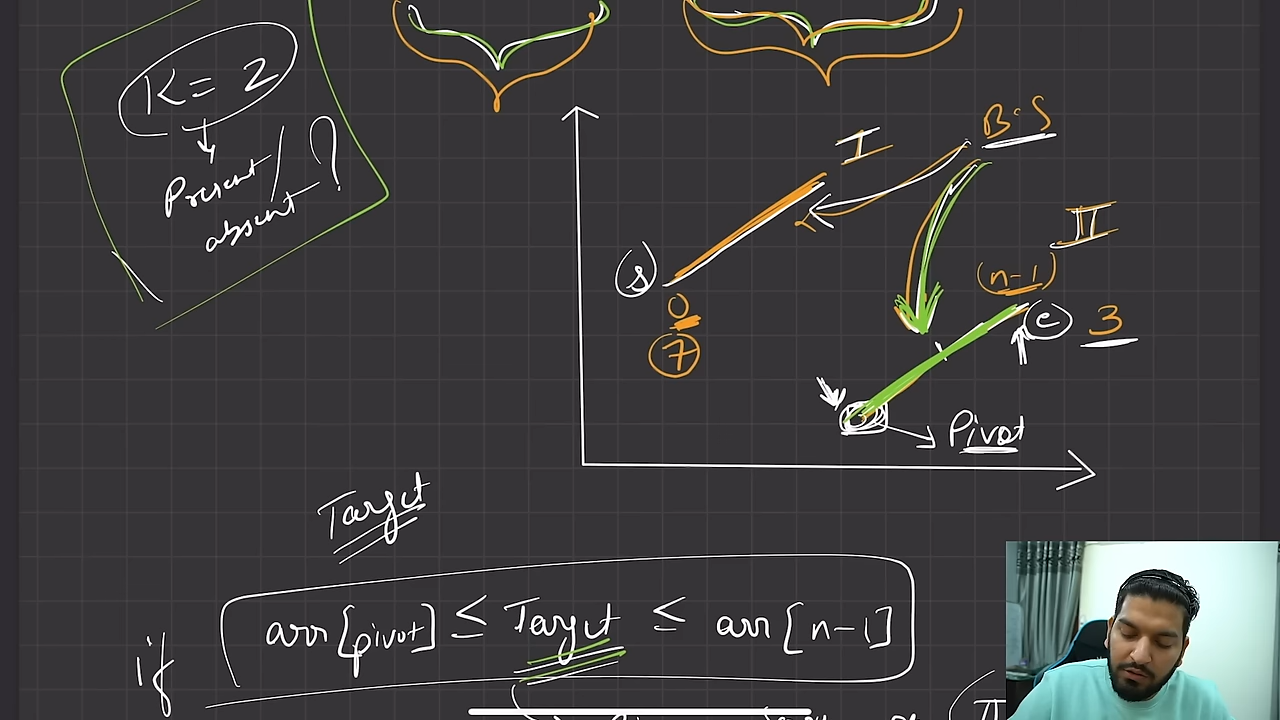 K = 2
Present/
absent ?
B.S
I
II
(n-1)
(s)
0
7
(e)
3
Pivot
Target
if arr[pivot] ≤ Target ≤ arr[n-1]